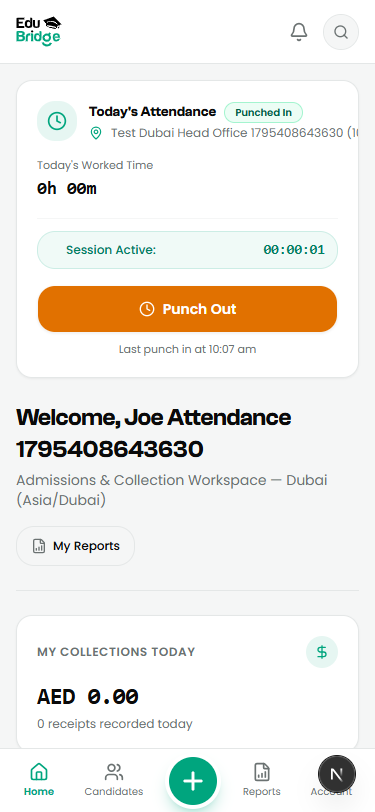 Edu
Bridge
Today's Attendance Punched In
Test Dubai Head Office 1795408643630 (10
Today's Worked Time
0h 00m
Session Active: 00:00:01
Punch Out
Last punch in at 10:07 am
Welcome, Joe Attendance
1795408643630
Admissions & Collection Workspace — Dubai
(Asia/Dubai)
My Reports
MY COLLECTIONS TODAY
$
AED 0.00
0 receipts recorded today
N
Home Candidates Reports Account